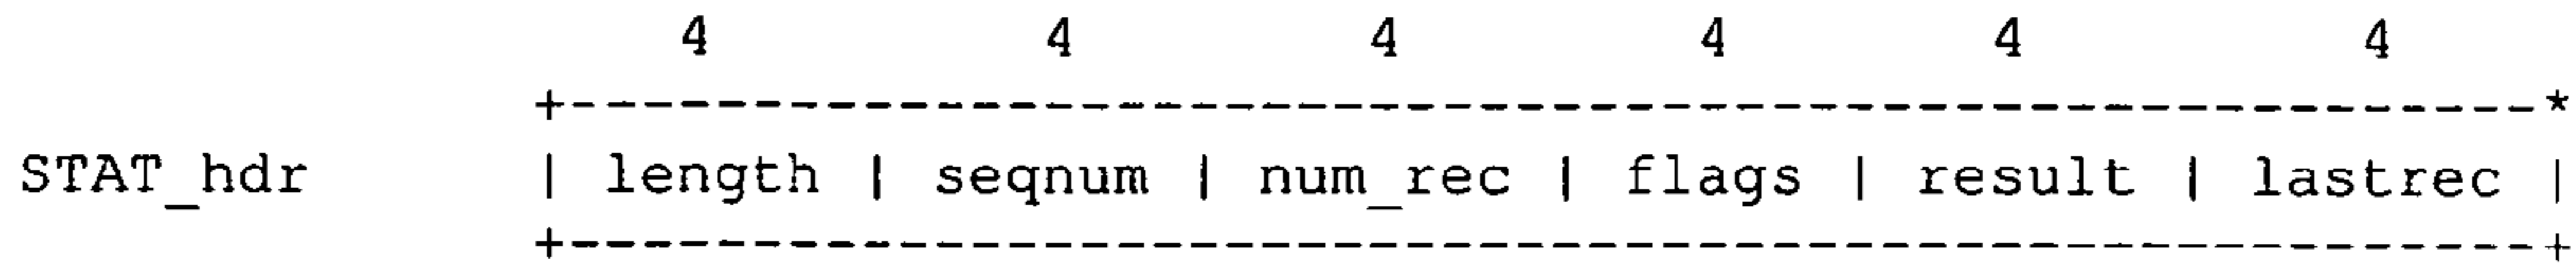 4 4 4 4 4 4
+-------------------------------------------------------*
STAT_hdr | length | seqnum | num_rec | flags | result | lastrec |
+-------------------------------------------------------+